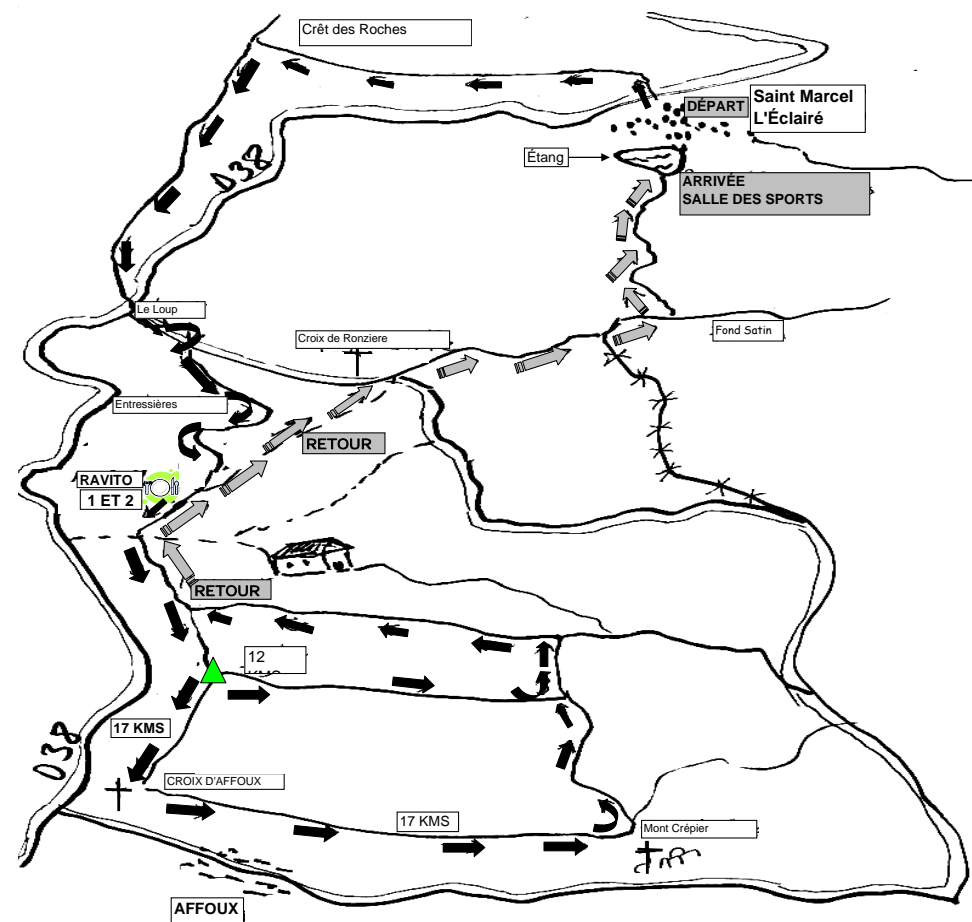 Crêt des Roches
DÉPART
Saint Marcel
L'Éclairé
Étang
ARRIVÉE
SALLE DES SPORTS
D38
Le Loup
Croix de Ronziere
Fond Satin
Entressières
RETOUR
RAVITO
1 ET 2
RETOUR
12
17 KMS
D38
CROIX D'AFFOUX
17 KMS
Mont Crépier
AFFOUX